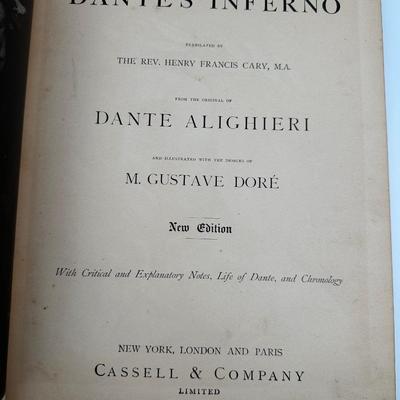 DANTE'S INFERNO
TRANSLATED BY
THE REV. HENRY FRANCIS CARY, M.A.
FROM THE ORIGINAL OF
DANTE ALIGHIERI
AND ILLUSTRATED WITH THE DESIGNS OF
M. GUSTAVE DORÉ
New Edition
With Critical and Explanatory Notes, Life of Dante, and Chronology
NEW YORK, LONDON AND PARIS
CASSELL & COMPANY
LIMITED